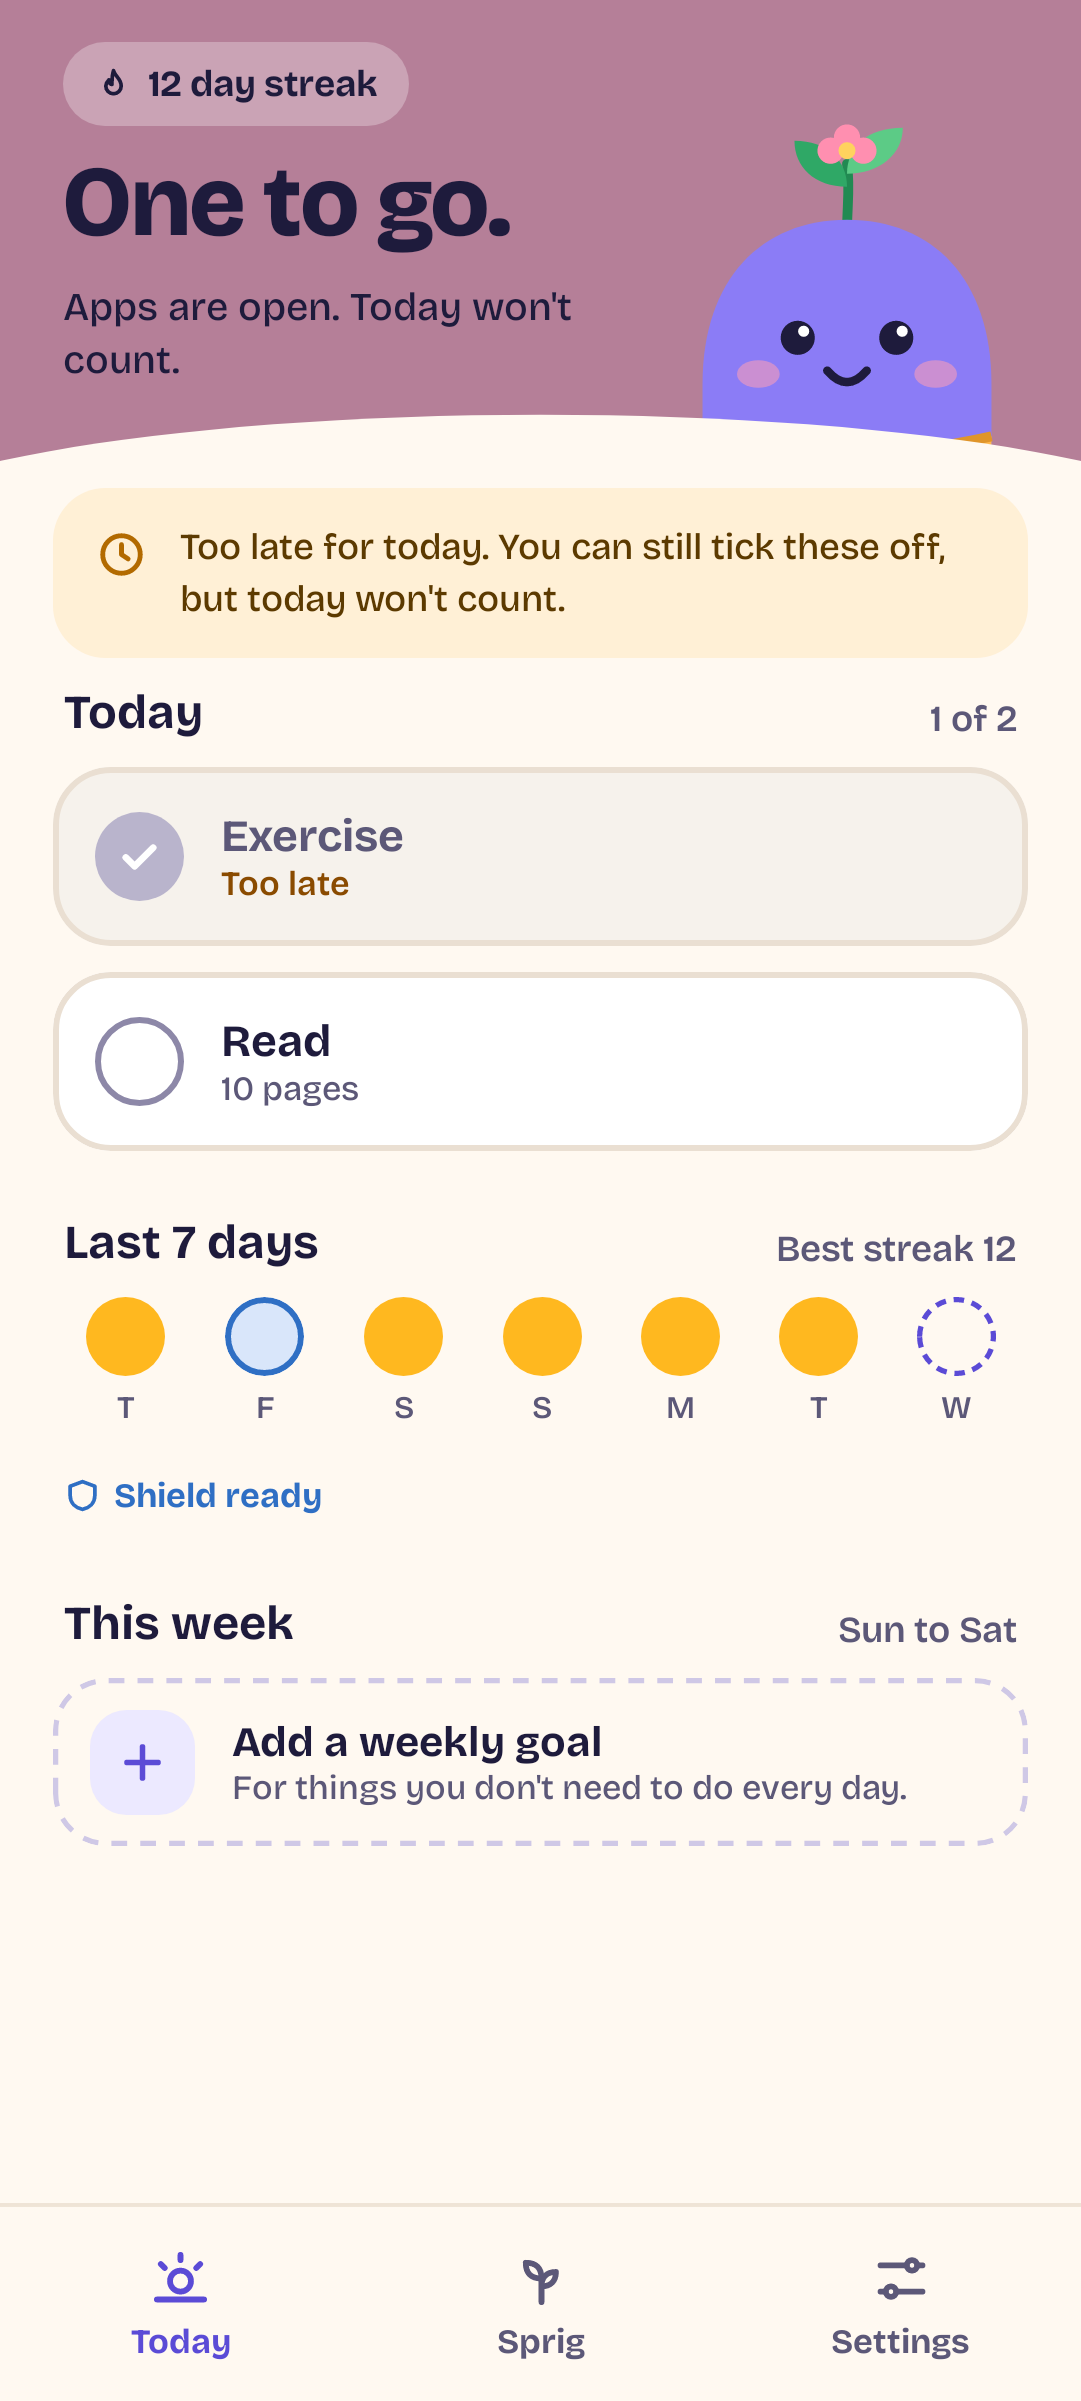 12 day streak
One to go.
Apps are open. Today won't
count.
Too late for today. You can still tick these off,
but today won't count.
Today
1 of 2
Exercise
Too late
Read
10 pages
Last 7 days
Best streak 12
T F S S M T W
Shield ready
This week
Sun to Sat
Add a weekly goal
For things you don't need to do every day.
Today Sprig Settings